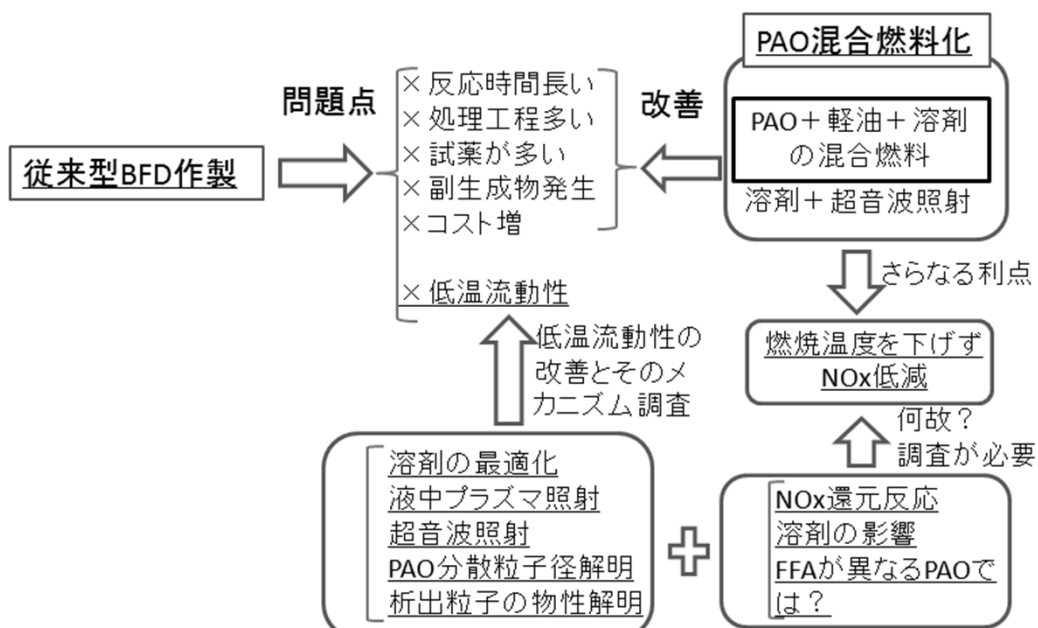 従来型BFD作製
問題点
× 反応時間長い
× 処理工程多い
× 試薬が多い
× 副生成物発生
× コスト増
× 低温流動性
改善
PAO混合燃料化
PAO+軽油+溶剤
の混合燃料
溶剤+超音波照射
さらなる利点
燃焼温度を下げず
NOx低減
何故?
調査が必要
低温流動性の
改善とそのメ
カニズム調査
溶剤の最適化
液中プラズマ照射
超音波照射
PAO分散粒子径解明
析出粒子の物性解明
NOx還元反応
溶剤の影響
FFAが異なるPAOで
は?